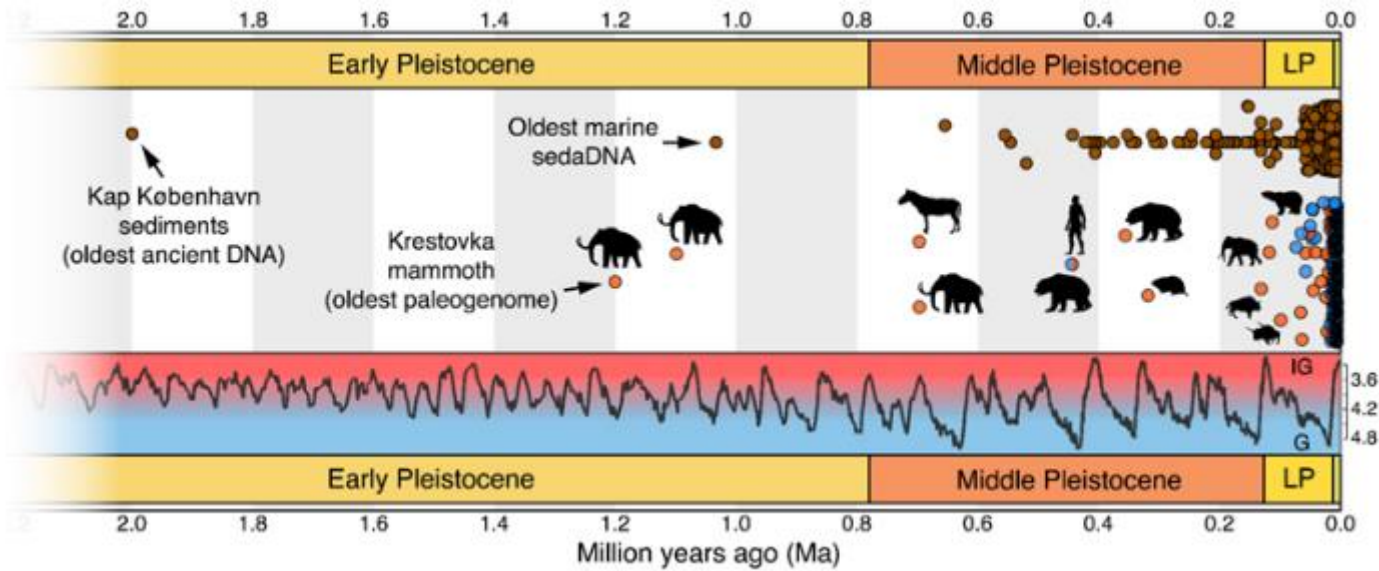 2.0 1.8 1.6 1.4 1.2 1.0 0.8 0.6 0.4 0.2 0.0
Early Pleistocene Middle Pleistocene LP
Oldest marine
sedaDNA
Kap København
sediments
(oldest ancient DNA)
Krestovka
mammoth
(oldest paleogenome)
IG
3.6
4.2
4.8
G
Early Pleistocene Middle Pleistocene LP
2.0 1.8 1.6 1.4 1.2 1.0 0.8 0.6 0.4 0.2 0.0
Million years ago (Ma)